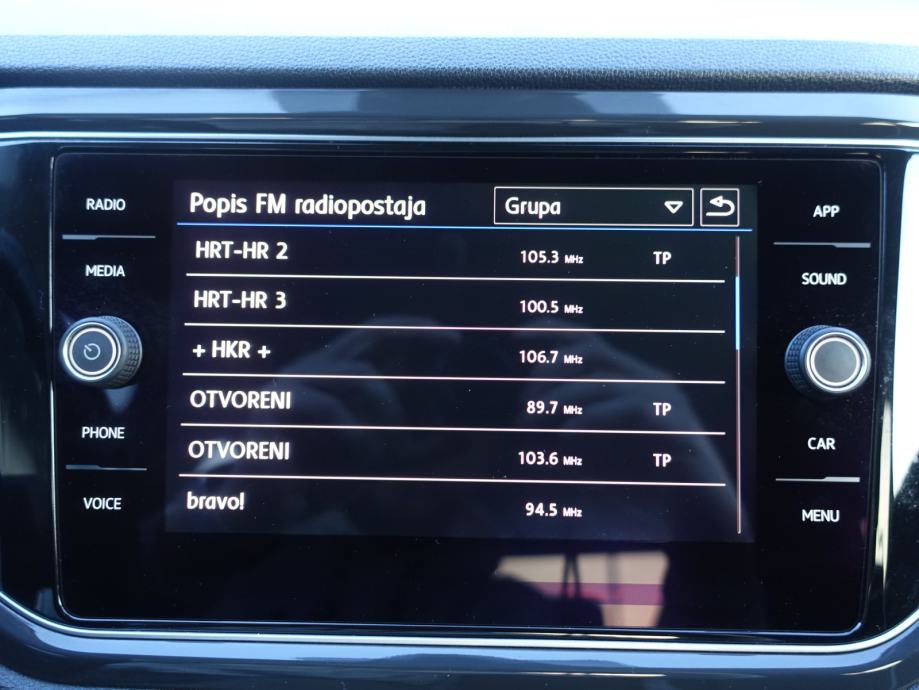 RADIO
MEDIA
PHONE
VOICE
Popis FM radiopostaja Grupa
HRT-HR 2 105.3 MHz TP
HRT-HR 3 100.5 MHz
+ HKR + 106.7 MHz
OTVORENI 89.7 MHz TP
OTVORENI 103.6 MHz TP
bravo! 94.5 MHz
APP
SOUND
CAR
MENU